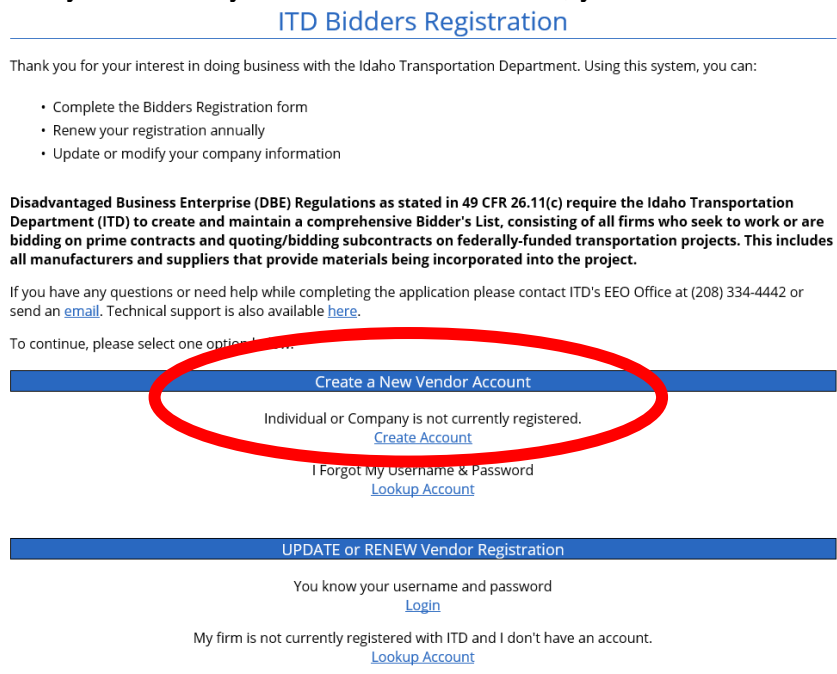 ITD Bidders Registration
Thank you for your interest in doing business with the Idaho Transportation Department. Using this system, you can:
• Complete the Bidders Registration form
• Renew your registration annually
• Update or modify your company information
Disadvantaged Business Enterprise (DBE) Regulations as stated in 49 CFR 26.11(c) require the Idaho Transportation
Department (ITD) to create and maintain a comprehensive Bidder's List, consisting of all firms who seek to work or are
bidding on prime contracts and quoting/bidding subcontracts on federally-funded transportation projects. This includes
all manufacturers and suppliers that provide materials being incorporated into the project.
If you have any questions or need help while completing the application please contact ITD's EEO Office at (208) 334-4442 or
send an email. Technical support is also available here.
To continue, please select one option
Create a New Vendor Account
Individual or Company is not currently registered.
Create Account
I Forgot My Username & Password
Lookup Account
UPDATE or RENEW Vendor Registration
You know your username and password
Login
My firm is not currently registered with ITD and I don't have an account.
Lookup Account